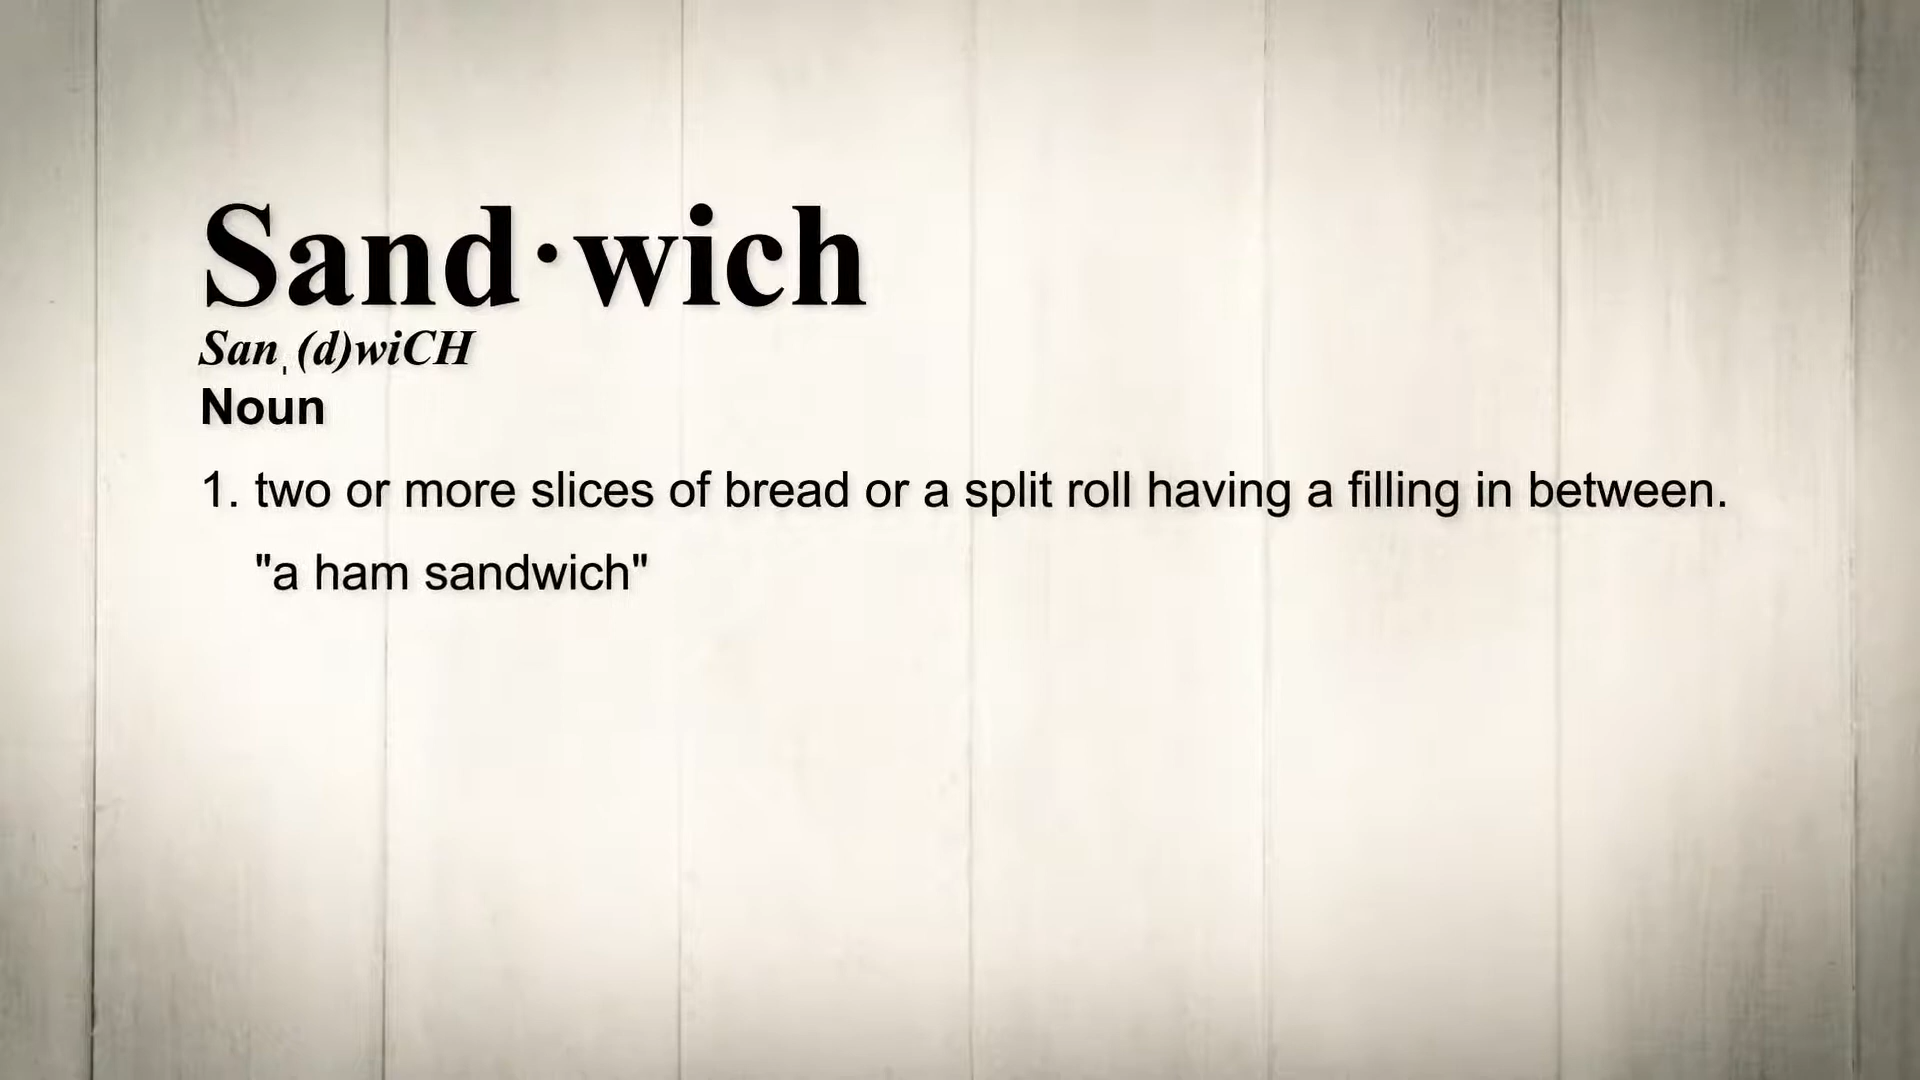 Sand·wich
Sanˌ(d)wiCH
Noun
1. two or more slices of bread or a split roll having a filling in between.
"a ham sandwich"